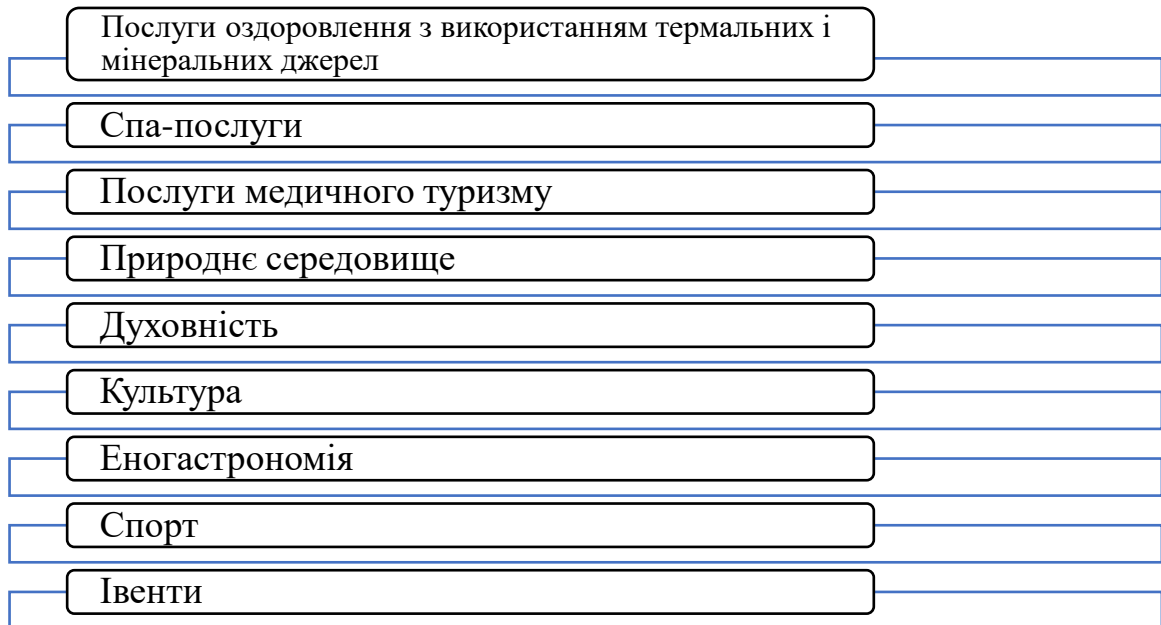 Послуги оздоровлення з використанням термальних і
мінеральних джерел
Спа-послуги
Послуги медичного туризму
Природнє середовище
Духовність
Культура
Еногастрономія
Спорт
Івенти